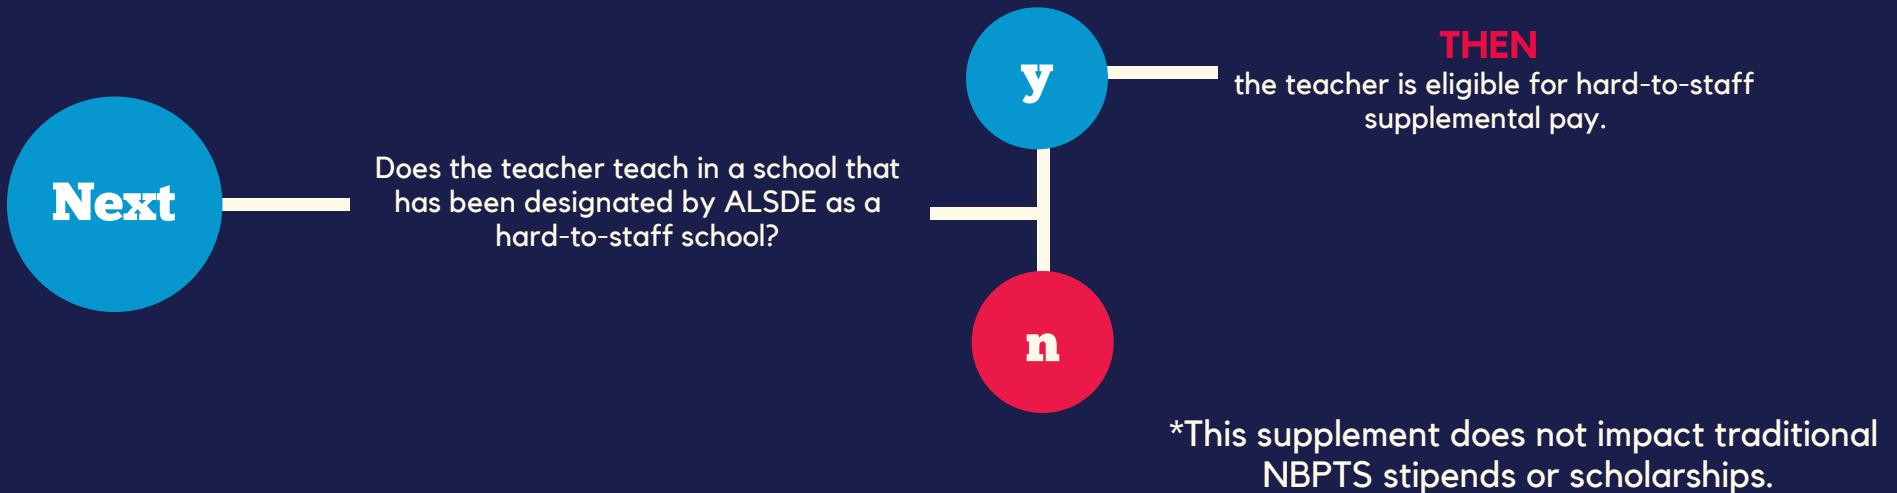 Next
Does the teacher teach in a school that
has been designated by ALSDE as a
hard-to-staff school?
y
THEN
the teacher is eligible for hard-to-staff
supplemental pay.
n
*This supplement does not impact traditional
NBPTS stipends or scholarships.